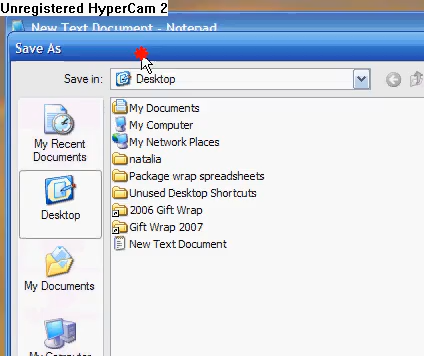 Unregistered HyperCam 2
New Text Document - Notepad
Save As
Save in:
Desktop
My Recent
Documents
Desktop
My Documents
My Computer
My Documents
My Computer
My Network Places
natalia
Package wrap spreadsheets
Unused Desktop Shortcuts
2006 Gift Wrap
Gift Wrap 2007
New Text Document